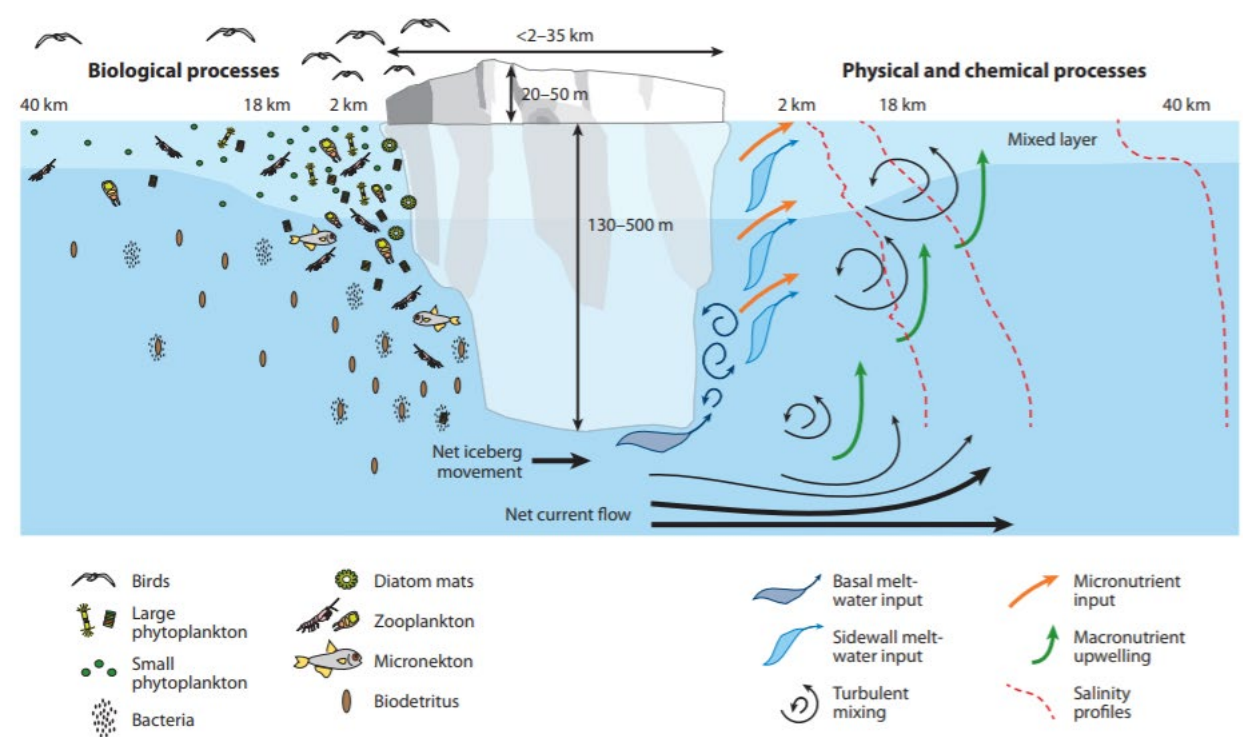 <2–35 km
Biological processes
Physical and chemical processes
20–50 m
40 km
18 km
2 km
2 km
18 km
40 km
Mixed layer
130–500 m
Net iceberg
movement
Net current flow
Birds
Large
phytoplankton
Small
phytoplankton
Bacteria
Diatom mats
Zooplankton
Micronekton
Biodetritus
Basal melt-
water input
Sidewall melt-
water input
Turbulent
mixing
Micronutrient
input
Macronutrient
upwelling
Salinity
profiles